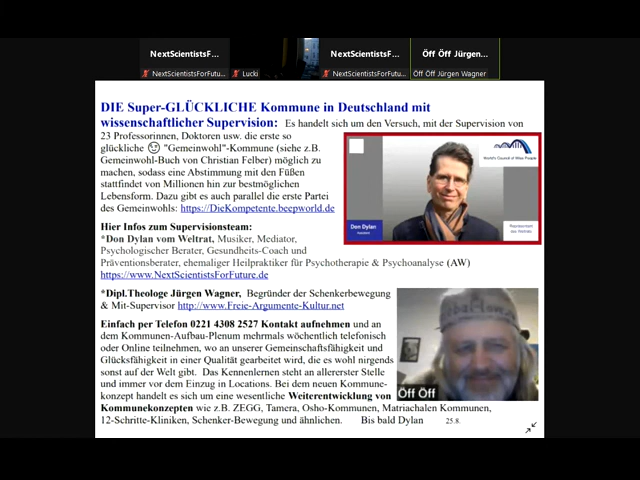 NextScientistsF...
NextScientistsF...
Öff Öff Jürgen...
NextScientistsForFutu...
Lucki
NextScientistsForFutu...
Öff Öff Jürgen Wagner
DIE Super-GLÜCKLICHE Kommune in Deutschland mit
wissenschaftlicher Supervision: Es handelt sich um den Versuch, mit der Supervision von
23 Professorinnen, Doktoren usw. die erste so
glückliche 😏 "Gemeinwohl"-Kommune (siehe z.B.
Gemeinwohl-Buch von Christian Felber) möglich zu
machen, sodass eine Abstimmung mit den Füßen
stattfindet von Millionen hin zur bestmöglichen
Lebensform. Dazu gibt es auch parallel die erste Partei
des Gemeinwohls: https://DieKompetente.beepworld.de
World's Council of Wise People
Don Dylan
Hier Infos zum Supervisionsteam:
*Don Dylan vom Weltrat, Musiker, Mediator,
Psychologischer Berater, Gesundheits-Coach und
Präventionsberater, ehemaliger Heilpraktiker für Psychotherapie & Psychoanalyse (AW)
https://www.NextScientistsForFuture.de
*Dipl.Theologe Jürgen Wagner, Begründer der Schenkerbewegung
& Mit-Supervisor http://www.Freie-Argumente-Kultur.net
Einfach per Telefon 0221 4308 2527 Kontakt aufnehmen und an
dem Kommunen-Aufbau-Plenum mehrmals wöchentlich telefonisch
oder Online teilnehmen, wo an unserer Gemeinschaftsfähigkeit und
Glücksfähigkeit in einer Qualität gearbeitet wird, die es wohl nirgends
sonst auf der Welt gibt. Das Kennenlernen steht an allererster Stelle
und immer vor dem Einzug in Locations. Bei dem neuen Kommune-
konzept handelt es sich um eine wesentliche Weiterentwicklung von
Kommunekonzepten wie z.B. ZEGG, Tamera, Osho-Kommunen, Matriachalen Kommunen,
12-Schritte-Kliniken, Schenker-Bewegung und ähnlichen. Bis bald Dylan 25.8.
Öff Öff